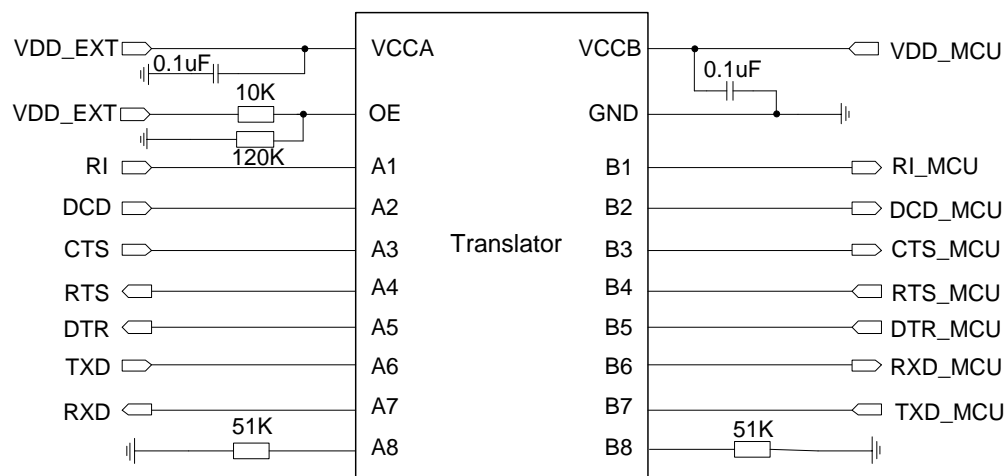 VDD_EXT VCCA VCCB VDD_MCU
0.1uF 0.1uF
10K
VDD_EXT OE GND
120K
RI A1 B1 RI_MCU
DCD A2 B2 DCD_MCU
CTS A3 Translator B3 CTS_MCU
RTS A4 B4 RTS_MCU
DTR A5 B5 DTR_MCU
TXD A6 B6 RXD_MCU
RXD A7 B7 TXD_MCU
51K A8 B8 51K